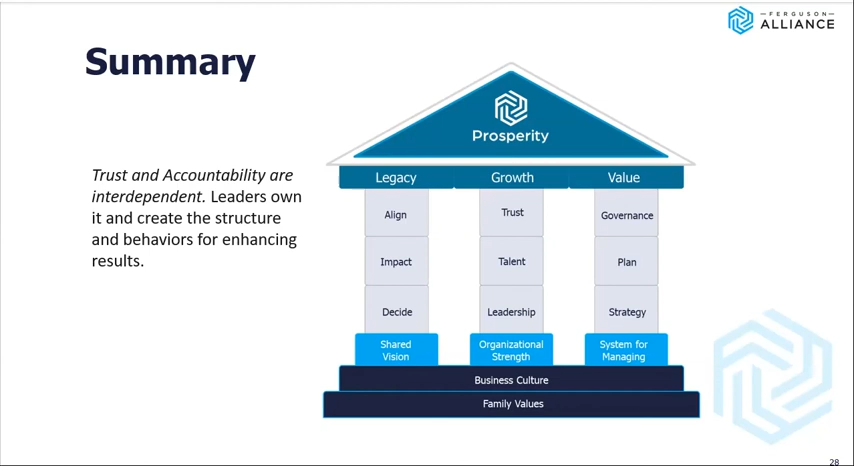 FERGUSON
ALLIANCE
Summary
Trust and Accountability are
interdependent. Leaders own
it and create the structure
and behaviors for enhancing
results.
Prosperity
Legacy Growth Value
Align Trust Governance
Impact Talent Plan
Decide Leadership Strategy
Shared Organizational System for
Vision Strength Managing
Business Culture
Family Values
28